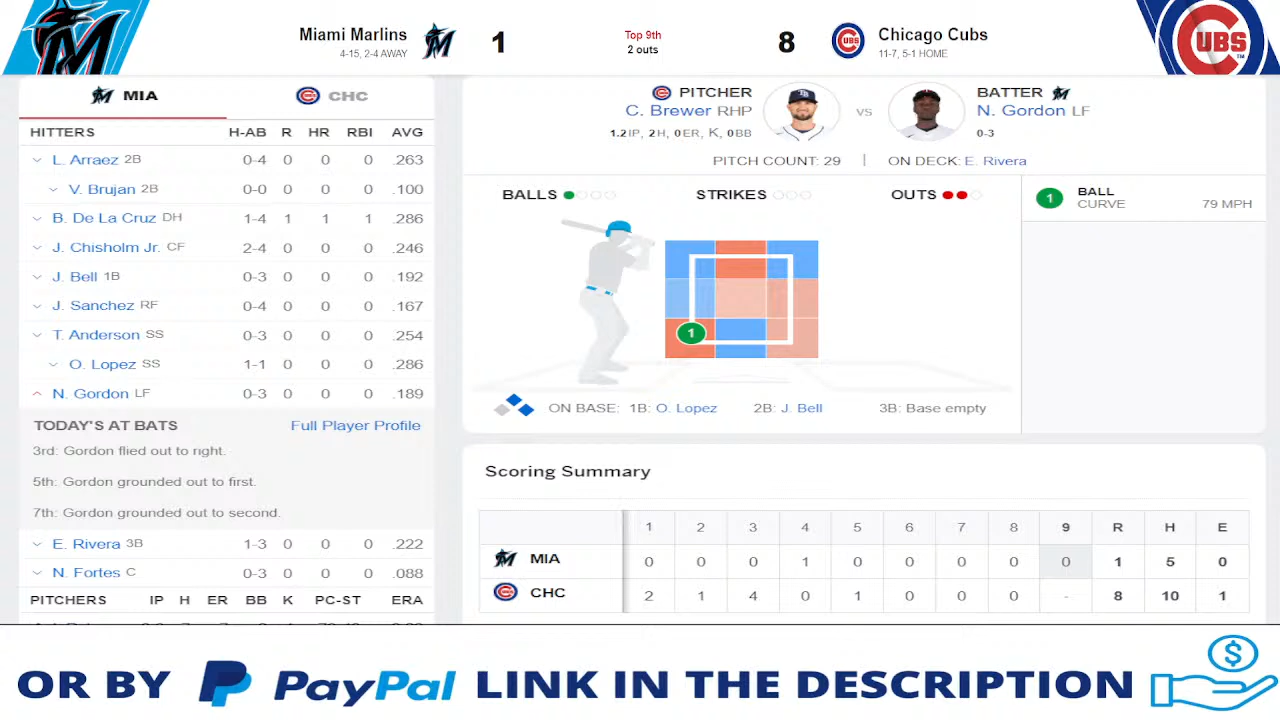 Miami Marlins
4-15, 2-4 AWAY
1
Top 9th
2 outs
8
Chicago Cubs
11-7, 5-1 HOME
CUBS
MIA
CHC
HITTERS H-AB R HR RBI AVG
L. Arraez 2B 0-4 0 0 0 .263
V. Brujan 2B 0-0 0 0 0 .100
B. De La Cruz DH 1-4 1 1 1 .286
J. Chisholm Jr. CF 2-4 0 0 0 .246
J. Bell 1B 0-3 0 0 0 .192
J. Sanchez RF 0-4 0 0 0 .167
T. Anderson SS 0-3 0 0 0 .254
O. Lopez SS 1-1 0 0 0 .286
N. Gordon LF 0-3 0 0 0 .189
TODAY'S AT BATS Full Player Profile
3rd: Gordon flied out to right.
5th: Gordon grounded out to first.
7th: Gordon grounded out to second.
E. Rivera 3B 1-3 0 0 0 .222
N. Fortes C 0-3 0 0 0 .088
PITCHERS IP H ER BB K PC-ST ERA
PITCHER
C. Brewer RHP
1.2IP, 2H, 0ER, K, 0BB
VS
BATTER
N. Gordon LF
0-3
PITCH COUNT: 29 | ON DECK: E. Rivera
BALLS STRIKES OUTS
1
ON BASE: 1B: O. Lopez 2B: J. Bell 3B: Base empty
1 BALL
CURVE 79 MPH
Scoring Summary
1 2 3 4 5 6 7 8 9 R H E
MIA 0 0 0 1 0 0 0 0 0 1 5 0
CHC 2 1 4 0 1 0 0 0 - 8 10 1
OR BY PayPal LINK IN THE DESCRIPTION
$